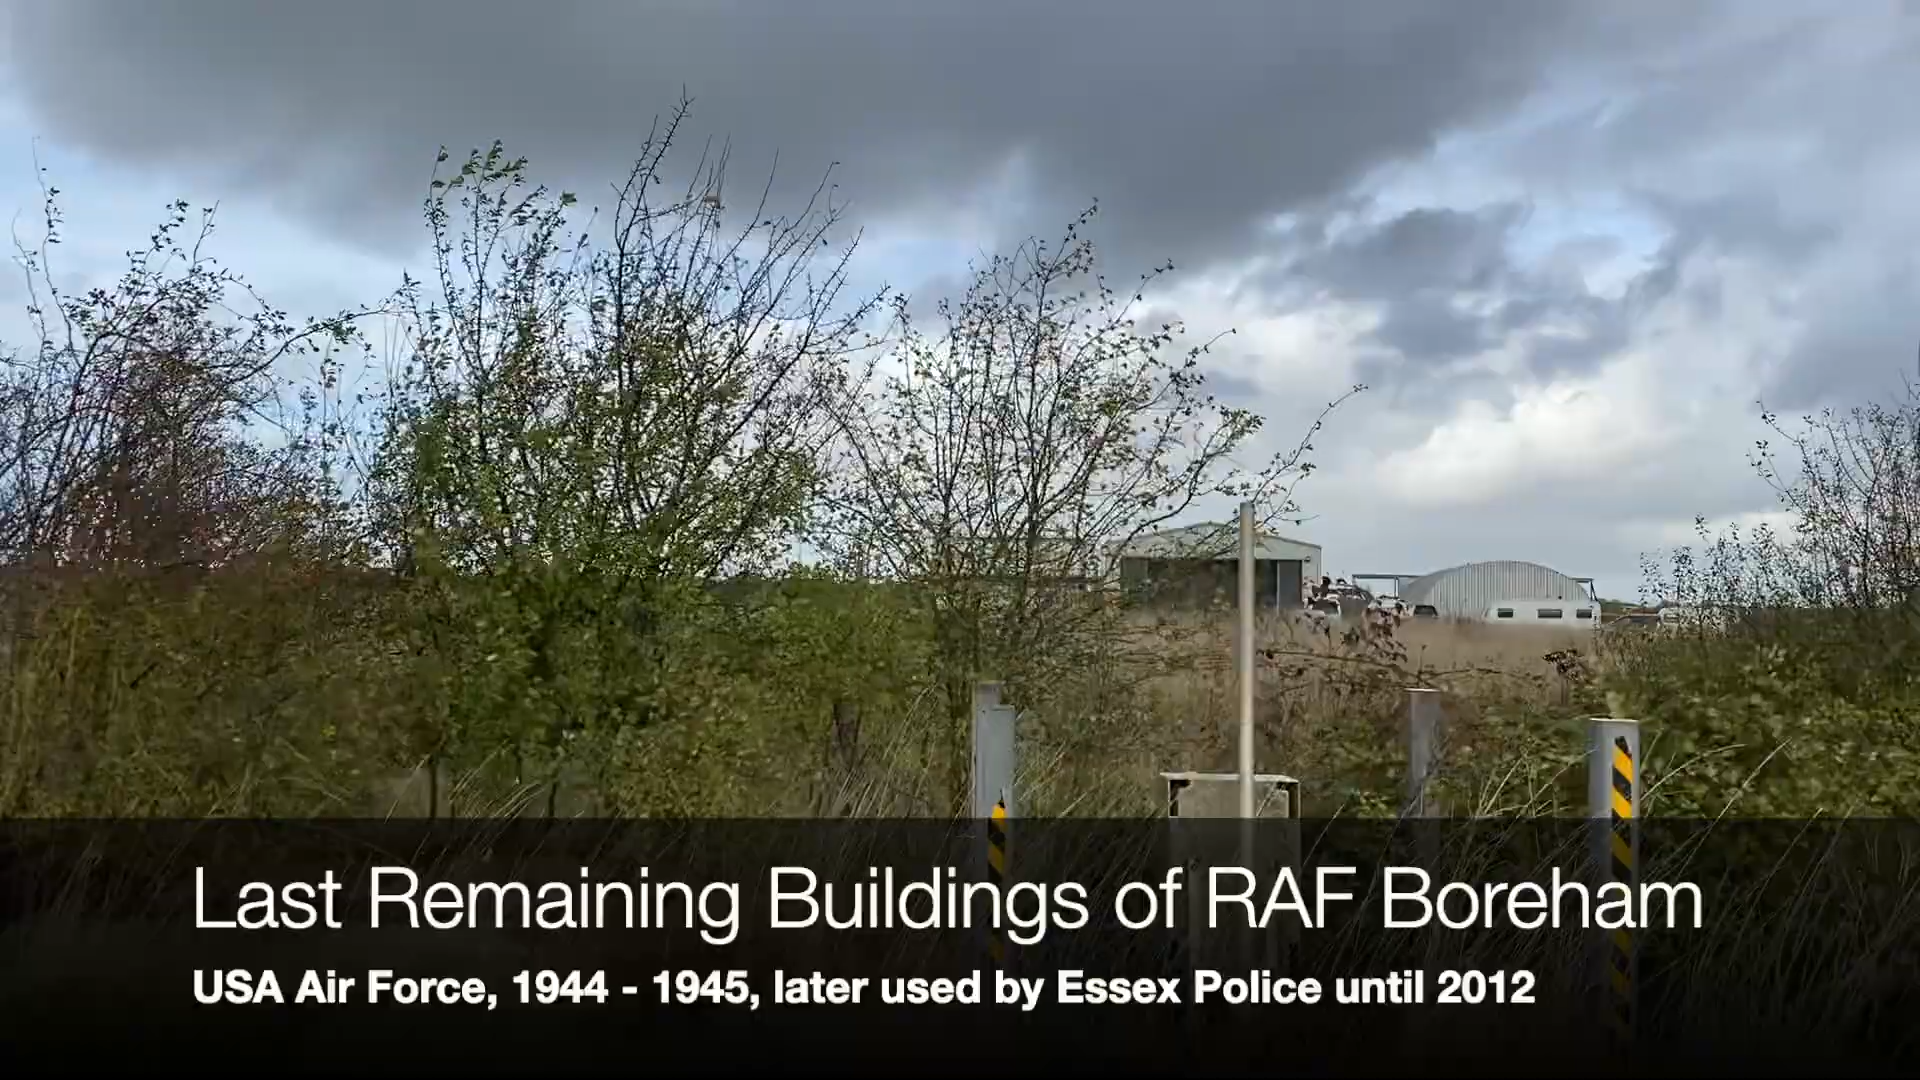 Last Remaining Buildings of RAF Boreham
USA Air Force, 1944 - 1945, later used by Essex Police until 2012